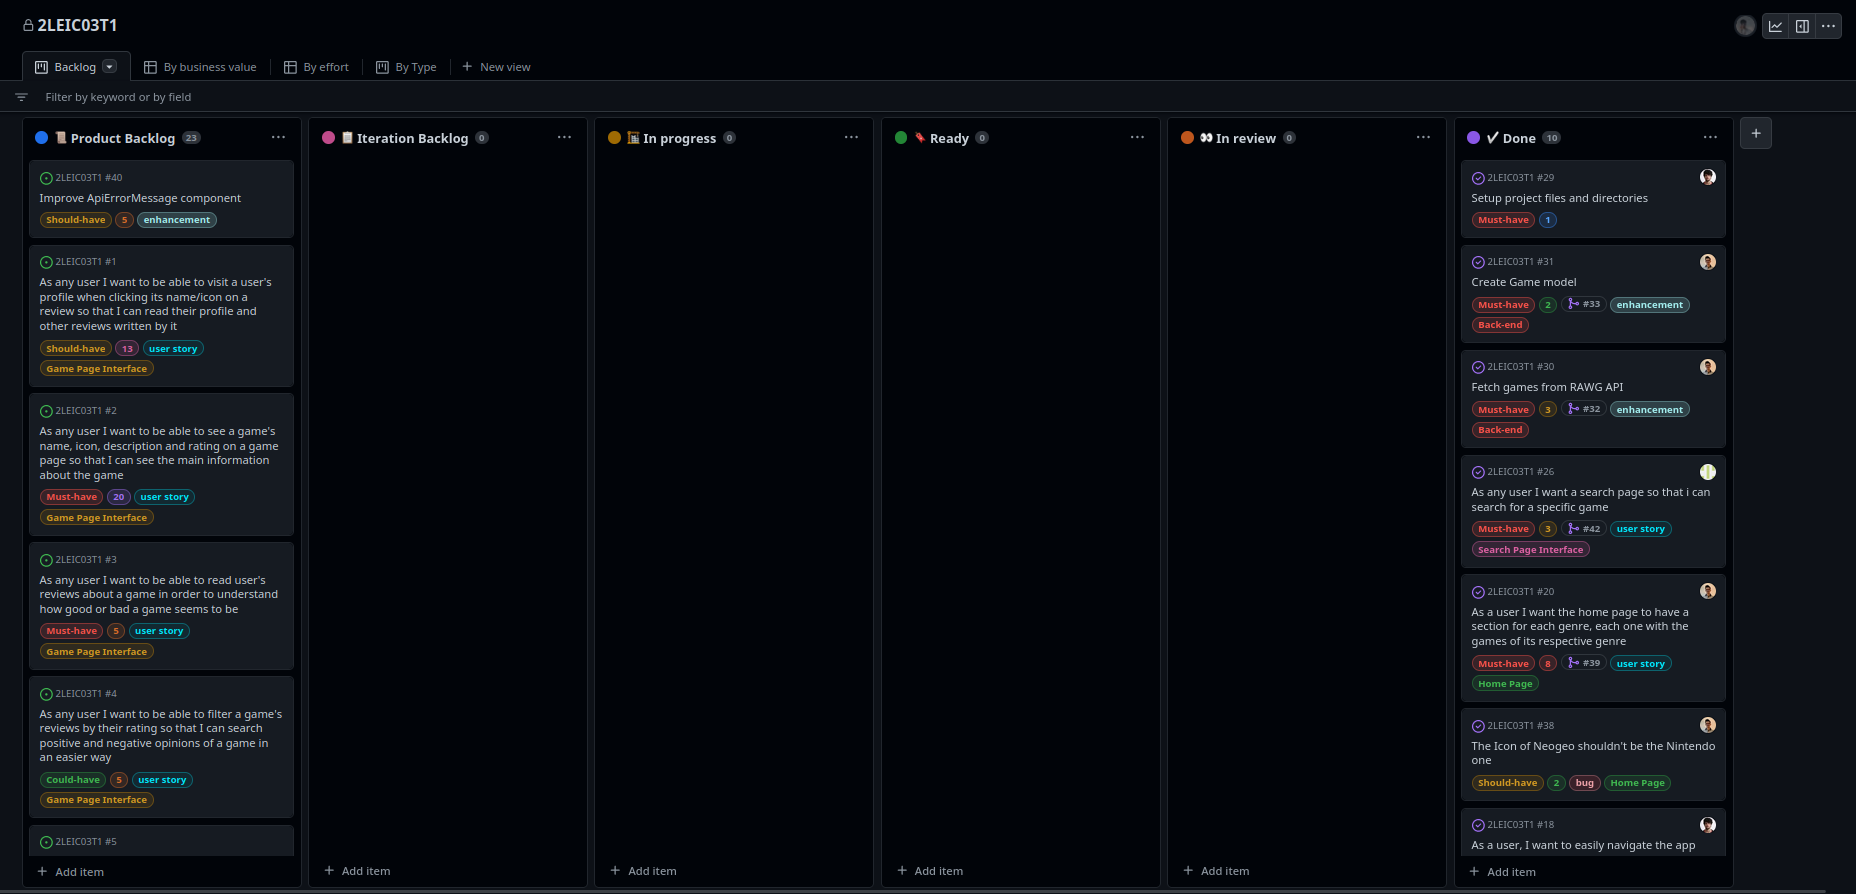 2LEIC03T1
Backlog
By business value
By effort
By Type
New view
Filter by keyword or by field
Product Backlog 23
2LEIC03T1 #40
Improve ApiErrorMessage component
Should-have 5 enhancement
2LEIC03T1 #1
As any user I want to be able to visit a user's
profile when clicking its name/icon on a
review so that I can read their profile and
other reviews written by it
Should-have 13 user story
Game Page Interface
2LEIC03T1 #2
As any user I want to be able to see a game's
name, icon, description and rating on a game
page so that I can see the main information
about the game
Must-have 20 user story
Game Page Interface
2LEIC03T1 #3
As any user I want to be able to read user's
reviews about a game in order to understand
how good or bad a game seems to be
Must-have 5 user story
Game Page Interface
2LEIC03T1 #4
As any user I want to be able to filter a game's
reviews by their rating so that I can search
positive and negative opinions of a game in
an easier way
Could-have 5 user story
Game Page Interface
2LEIC03T1 #5
Add item
Iteration Backlog 0
Add item
In progress 0
Add item
Ready 0
Add item
In review 0
Add item
Done 10
2LEIC03T1 #29
Setup project files and directories
Must-have 1
2LEIC03T1 #31
Create Game model
Must-have 2 #33 enhancement
Back-end
2LEIC03T1 #30
Fetch games from RAWG API
Must-have 3 #32 enhancement
Back-end
2LEIC03T1 #26
As any user I want a search page so that i can
search for a specific game
Must-have 3 #42 user story
Search Page Interface
2LEIC03T1 #20
As a user I want the home page to have a
section for each genre, each one with the
games of its respective genre
Must-have 8 #39 user story
Home Page
2LEIC03T1 #38
The Icon of Neogeo shouldn't be the Nintendo
one
Should-have 2 bug Home Page
2LEIC03T1 #18
As a user, I want to easily navigate the app
Add item